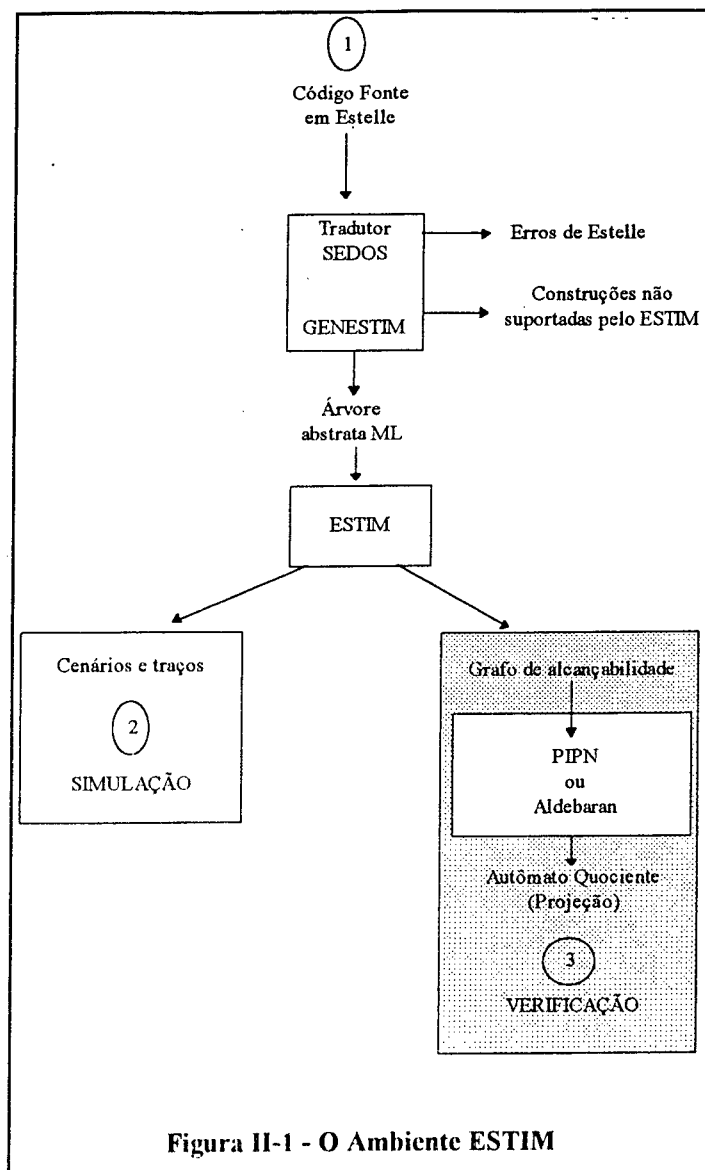 1
Código Fonte
em Estelle
Tradutor
SEDOS
GENESTIM
Erros de Estelle
Construções não
suportadas pelo ESTIM
Árvore
abstrata ML
ESTIM
Cenários e traços
2
SIMULAÇÃO
Grafo de alcançabilidade
PIPN
ou
Aldebaran
Autômato Quociente
(Projeção)
3
VERIFICAÇÃO
Figura II-1 - O Ambiente ESTIM